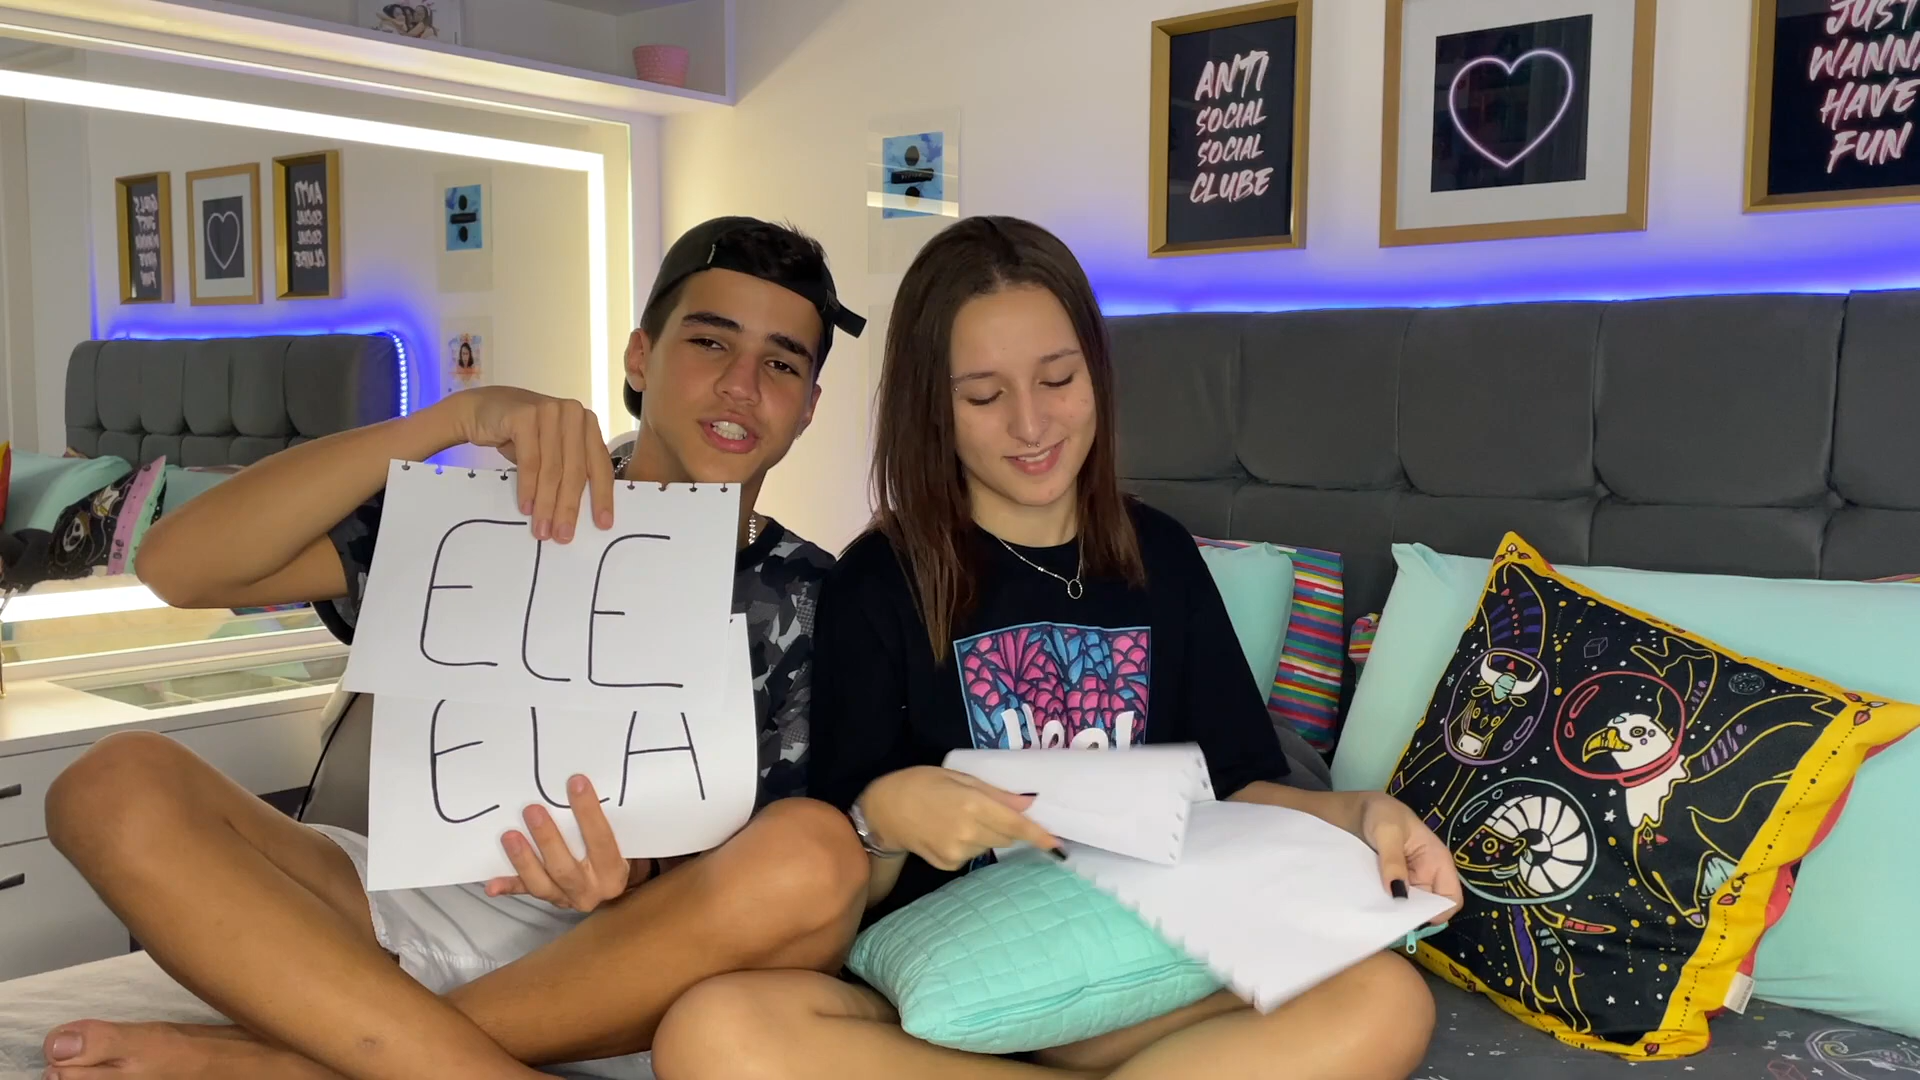 ANTI
SOCIAL
SOCIAL
CLUBE
JUST
WANNA
HAVE
FUN
ELE
ELA